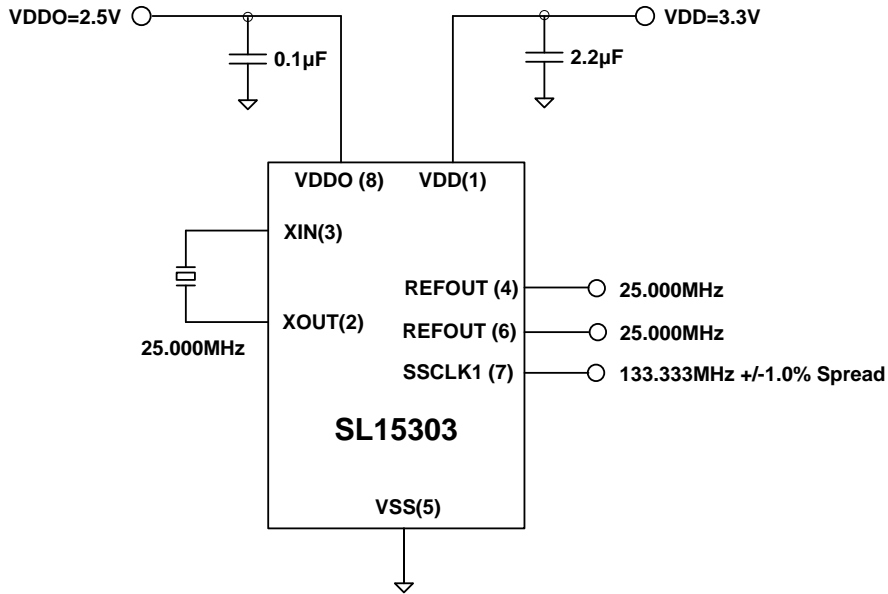 VDDO=2.5V
VDD=3.3V
0.1µF
2.2µF
VDDO (8)
VDD(1)
XIN(3)
REFOUT (4)
25.000MHz
XOUT(2)
REFOUT (6)
25.000MHz
25.000MHz
SSCLK1 (7)
133.333MHz +/-1.0% Spread
SL15303
VSS(5)